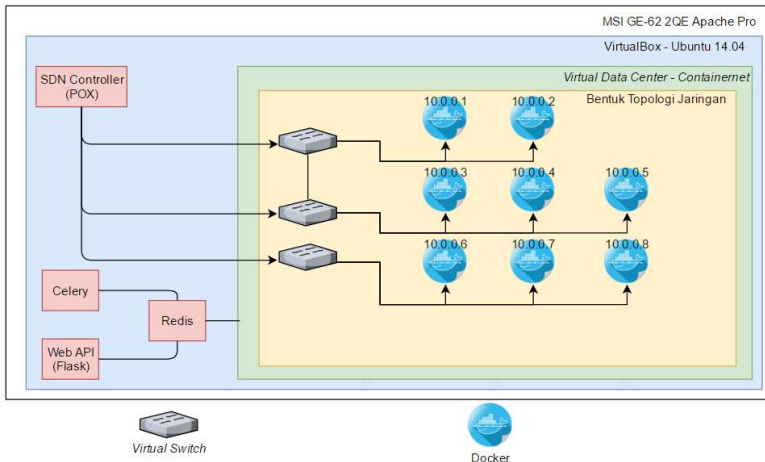 MSI GE-62 2QE Apache Pro
VirtualBox - Ubuntu 14.04
SDN Controller
(POX)
Virtual Data Center - Containernet
Bentuk Topologi Jaringan
10.0.0.1
10.0.0.2
10.0.0.3
10.0.0.4
10.0.0.5
10.0.0.6
10.0.0.7
10.0.0.8
Celery
Redis
Web API
(Flask)
Virtual Switch
Docker